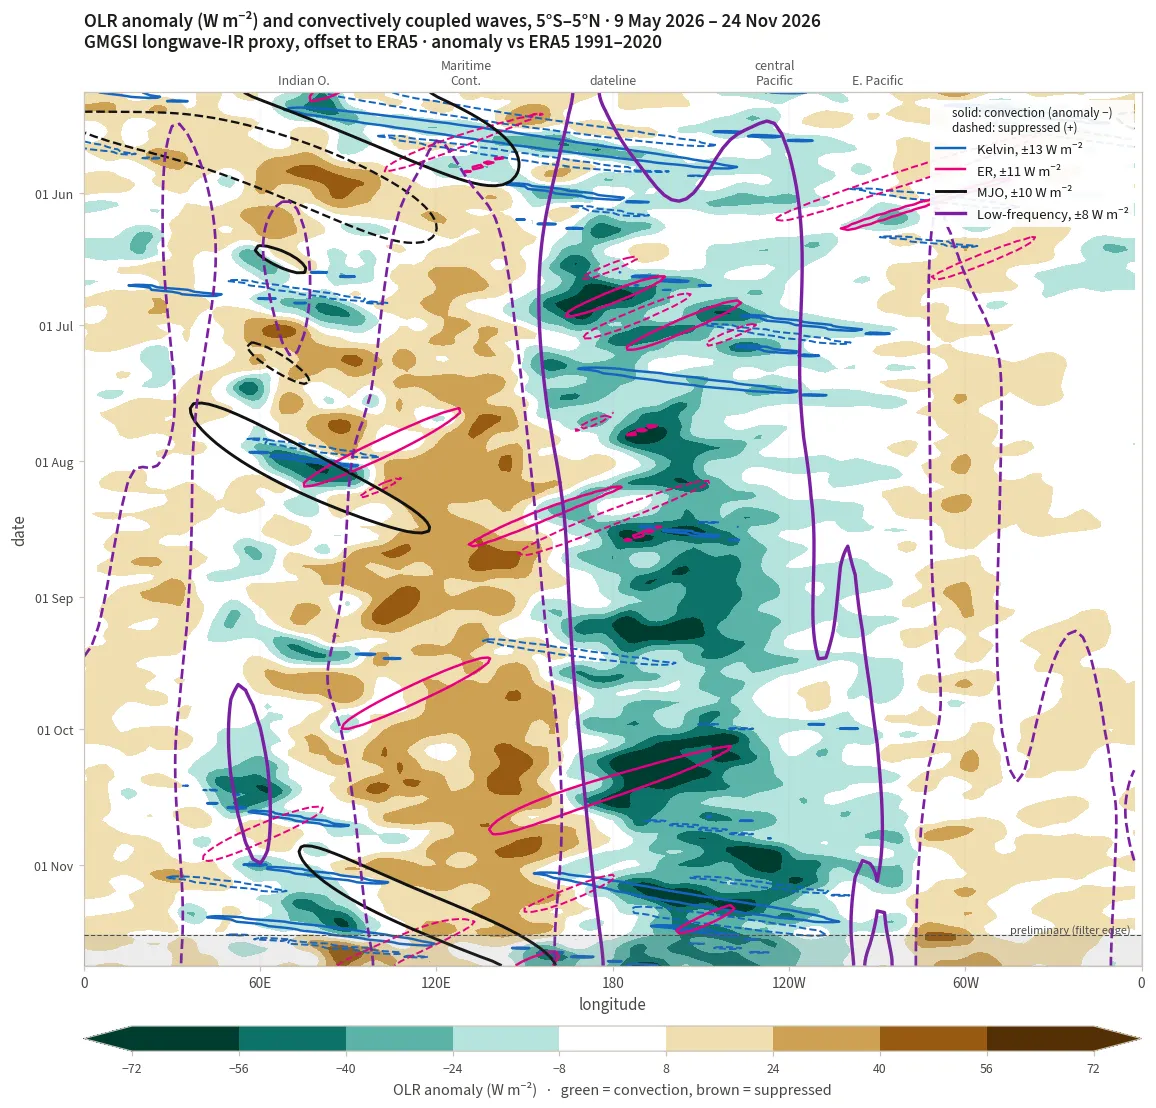 OLR anomaly (W m⁻²) and convectively coupled waves, 5°S–5°N · 9 May 2026 – 24 Nov 2026
GMGSI longwave-IR proxy, offset to ERA5 · anomaly vs ERA5 1991–2020
Indian O.
Maritime
Cont.
dateline
central
Pacific
E. Pacific
solid: convection (anomaly −)
dashed: suppressed (+)
Kelvin, ±13 W m⁻²
ER, ±11 W m⁻²
MJO, ±10 W m⁻²
Low-frequency, ±8 W m⁻²
01 Jun
01 Jul
01 Aug
date
01 Sep
01 Oct
01 Nov
preliminary (filter edge)
0 60E 120E 180 120W 60W 0
longitude
−72 −56 −40 −24 −8 8 24 40 56 72
OLR anomaly (W m⁻²) · green = convection, brown = suppressed